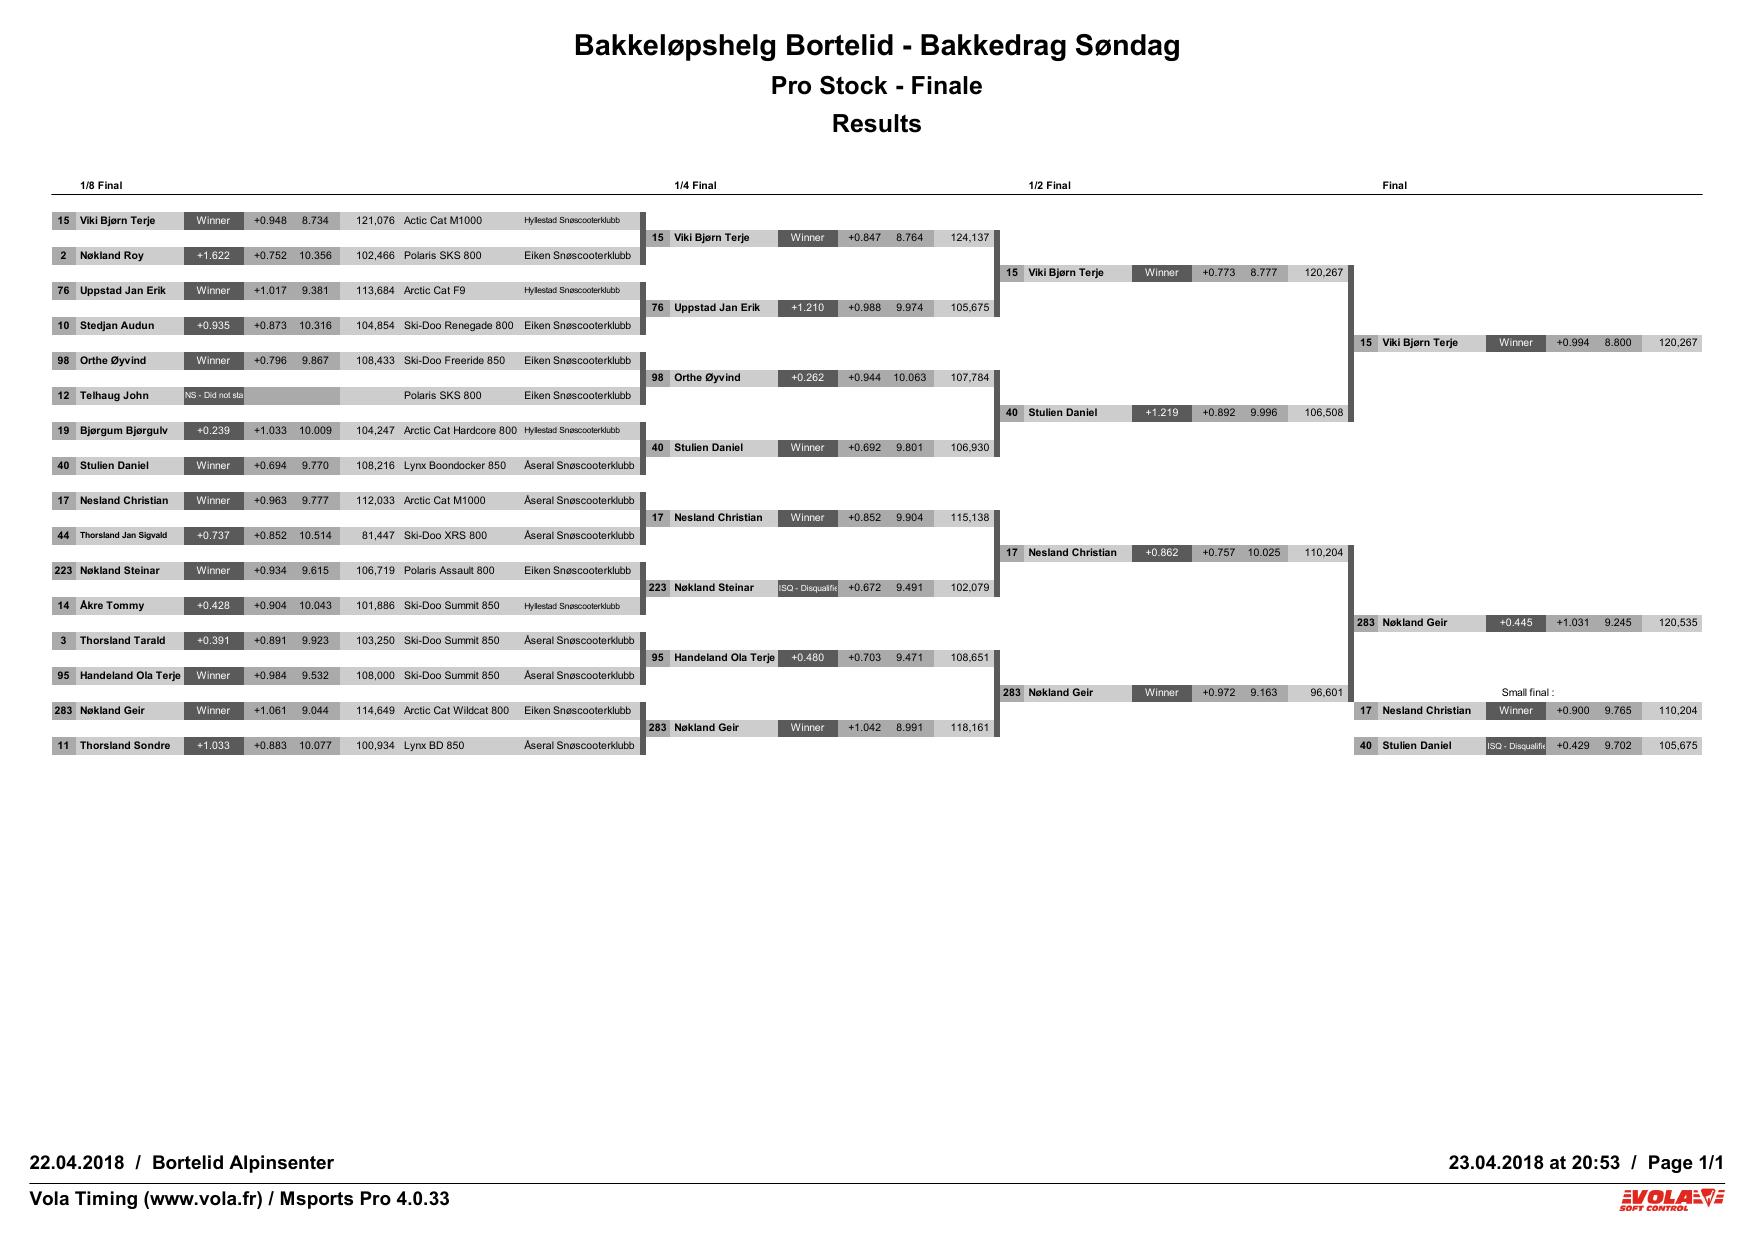 Bakkeløpshelg Bortelid - Bakkedrag Søndag
Pro Stock - Finale
Results
1/8 Final 1/4 Final 1/2 Final Final
15 Viki Bjørn Terje Winner +0.948 8.734 121,076 Actic Cat M1000 Hyllestad Snøscooterklubb
15 Viki Bjørn Terje Winner +0.847 8.764 124,137
2 Nøkland Roy +1.622 +0.752 10.356 102,466 Polaris SKS 800 Eiken Snøscooterklubb
15 Viki Bjørn Terje Winner +0.773 8.777 120,267
76 Uppstad Jan Erik Winner +1.017 9.381 113,684 Arctic Cat F9 Hyllestad Snøscooterklubb
76 Uppstad Jan Erik +1.210 +0.988 9.974 105,675
10 Stedjan Audun +0.935 +0.873 10.316 104,854 Ski-Doo Renegade 800 Eiken Snøscooterklubb
15 Viki Bjørn Terje Winner +0.994 8.800 120,267
98 Orthe Øyvind Winner +0.796 9.867 108,433 Ski-Doo Freeride 850 Eiken Snøscooterklubb
98 Orthe Øyvind +0.262 +0.944 10.063 107,784
12 Telhaug John NS - Did not sta Polaris SKS 800 Eiken Snøscooterklubb
40 Stulien Daniel +1.219 +0.892 9.996 106,508
19 Bjørgum Bjørgulv +0.239 +1.033 10.009 104,247 Arctic Cat Hardcore 800 Hyllestad Snøscooterklubb
40 Stulien Daniel Winner +0.692 9.801 106,930
40 Stulien Daniel Winner +0.694 9.770 108,216 Lynx Boondocker 850 Åseral Snøscooterklubb
17 Nesland Christian Winner +0.963 9.777 112,033 Arctic Cat M1000 Åseral Snøscooterklubb
17 Nesland Christian Winner +0.852 9.904 115,138
44 Thorsland Jan Sigvald +0.737 +0.852 10.514 81,447 Ski-Doo XRS 800 Åseral Snøscooterklubb
17 Nesland Christian +0.862 +0.757 10.025 110,204
223 Nøkland Steinar Winner +0.934 9.615 106,719 Polaris Assault 800 Eiken Snøscooterklubb
223 Nøkland Steinar ISQ - Disqualifie +0.672 9.491 102,079
14 Åkre Tommy +0.428 +0.904 10.043 101,886 Ski-Doo Summit 850 Hyllestad Snøscooterklubb
283 Nøkland Geir +0.445 +1.031 9.245 120,535
3 Thorsland Tarald +0.391 +0.891 9.923 103,250 Ski-Doo Summit 850 Åseral Snøscooterklubb
95 Handeland Ola Terje +0.480 +0.703 9.471 108,651
95 Handeland Ola Terje Winner +0.984 9.532 108,000 Ski-Doo Summit 850 Åseral Snøscooterklubb
283 Nøkland Geir Winner +0.972 9.163 96,601
Small final :
283 Nøkland Geir Winner +1.061 9.044 114,649 Arctic Cat Wildcat 800 Eiken Snøscooterklubb
17 Nesland Christian Winner +0.900 9.765 110,204
283 Nøkland Geir Winner +1.042 8.991 118,161
11 Thorsland Sondre +1.033 +0.883 10.077 100,934 Lynx BD 850 Åseral Snøscooterklubb
40 Stulien Daniel ISQ - Disqualifie +0.429 9.702 105,675
22.04.2018 / Bortelid Alpinsenter
23.04.2018 at 20:53 / Page 1/1
Vola Timing (www.vola.fr) / Msports Pro 4.0.33
VOLA
SOFT CONTROL